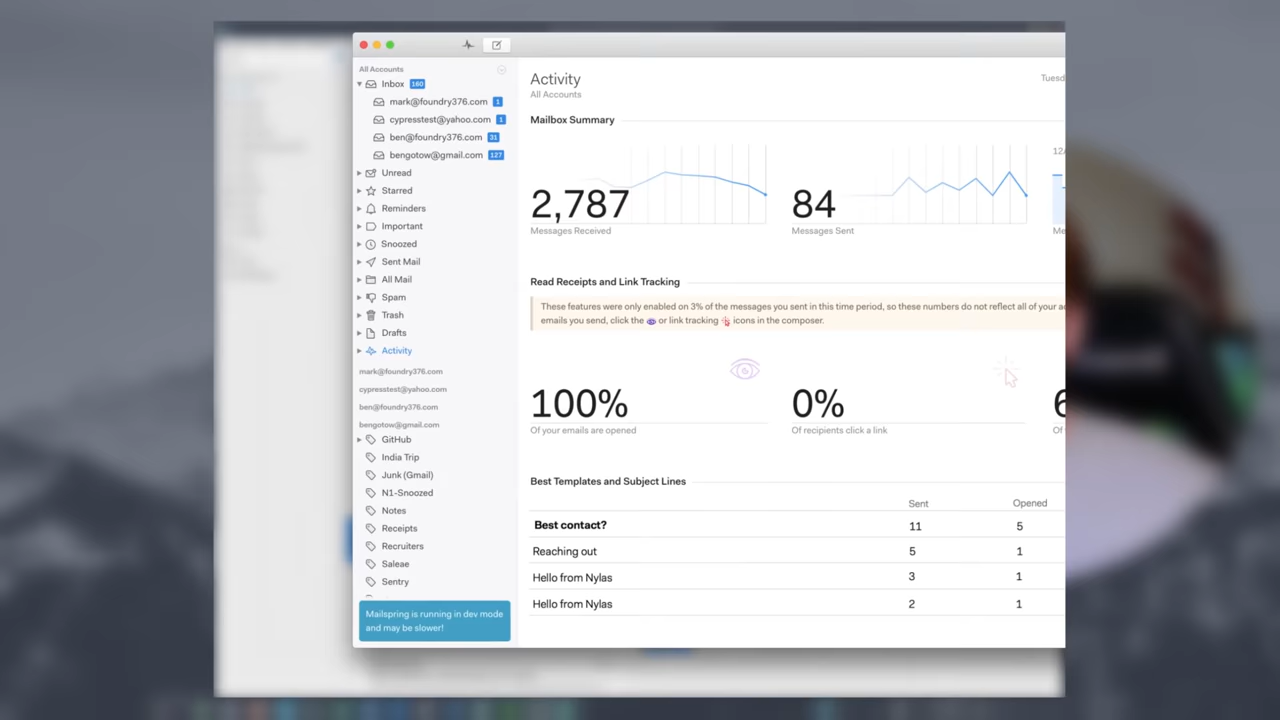 All Accounts
Inbox 160
mark@foundry376.com 1
cypresstest@yahoo.com 1
ben@foundry376.com 31
bengotow@gmail.com 127
Unread
Starred
Reminders
Important
Snoozed
Sent Mail
All Mail
Spam
Trash
Drafts
Activity
mark@foundry376.com
cypresstest@yahoo.com
ben@foundry376.com
bengotow@gmail.com
GitHub
India Trip
Junk (Gmail)
N1-Snoozed
Notes
Receipts
Recruiters
Saleae
Sentry
Mailspring is running in dev mode
and may be slower!
Activity
All Accounts
Tuesd
Mailbox Summary
12/
2,787 84
Messages Received Messages Sent Me
Read Receipts and Link Tracking
These features were only enabled on 3% of the messages you sent in this time period, so these numbers do not reflect all of your a
emails you send, click the or link tracking icons in the composer.
100% 0% 6
Of your emails are opened Of recipients click a link Of
Best Templates and Subject Lines
Sent Opened
Best contact? 11 5
Reaching out 5 1
Hello from Nylas 3 1
Hello from Nylas 2 1